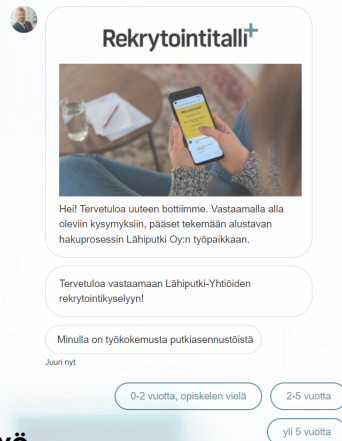 Rekrytointitalli+
Hei! Tervetuloa uuteen bottiimme. Vastaamalla alla
oleviin kysymyksiin, pääset tekemään alustavan
hakuprosessin Lähiputki Oy:n työpaikkaan.
Tervetuloa vastaamaan Lähiputki-Yhtiöiden
rekrytointikyselyyn!
Minulla on työkokemusta putkiasennustöistä
Juuri nyt
0-2 vuotta, opiskelen vielä
2-5 vuotta
yli 5 vuotta